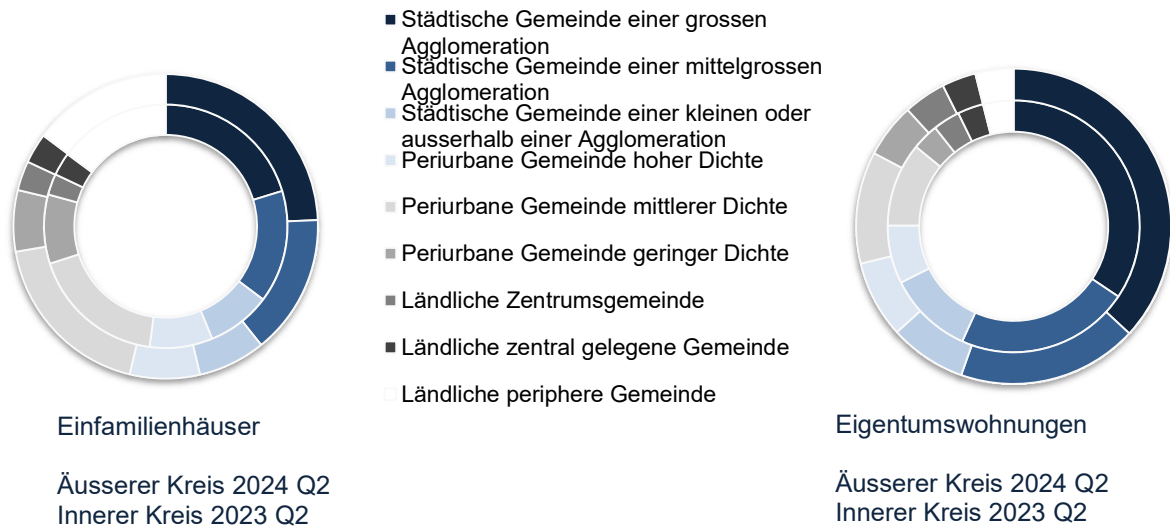 Städtische Gemeinde einer grossen
Agglomeration
Städtische Gemeinde einer mittelgrossen
Agglomeration
Städtische Gemeinde einer kleinen oder
ausserhalb einer Agglomeration
Periurbane Gemeinde hoher Dichte
Periurbane Gemeinde mittlerer Dichte
Periurbane Gemeinde geringer Dichte
Ländliche Zentrumsgemeinde
Ländliche zentral gelegene Gemeinde
Ländliche periphere Gemeinde
Einfamilienhäuser
Äusserer Kreis 2024 Q2
Innerer Kreis 2023 Q2
Eigentumswohnungen
Äusserer Kreis 2024 Q2
Innerer Kreis 2023 Q2